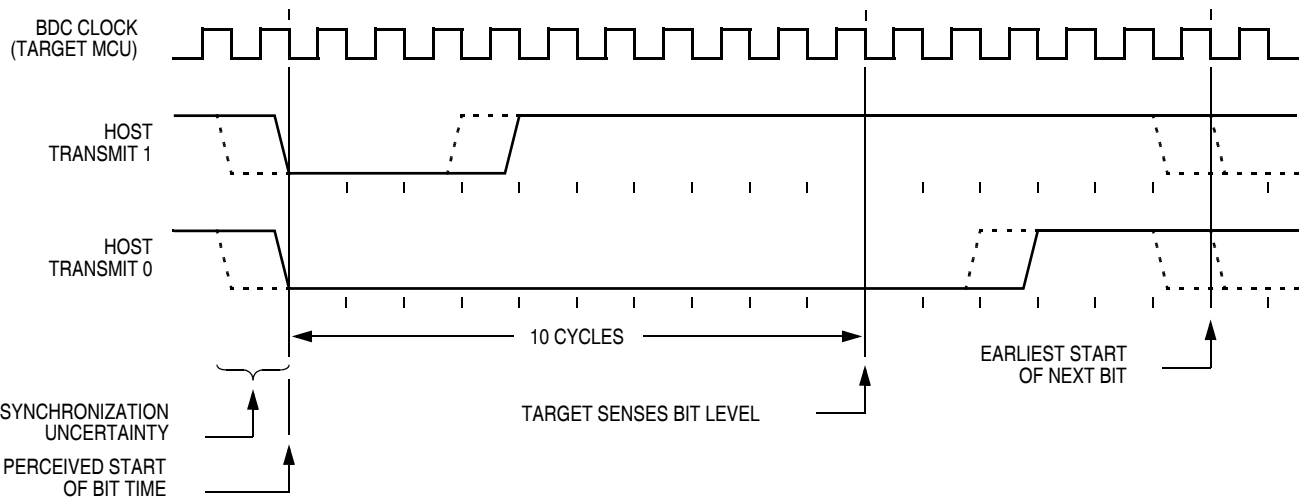 BDC CLOCK
(TARGET MCU)
HOST
TRANSMIT 1
HOST
TRANSMIT 0
10 CYCLES
EARLIEST START
OF NEXT BIT
SYNCHRONIZATION
UNCERTAINTY
TARGET SENSES BIT LEVEL
PERCEIVED START
OF BIT TIME